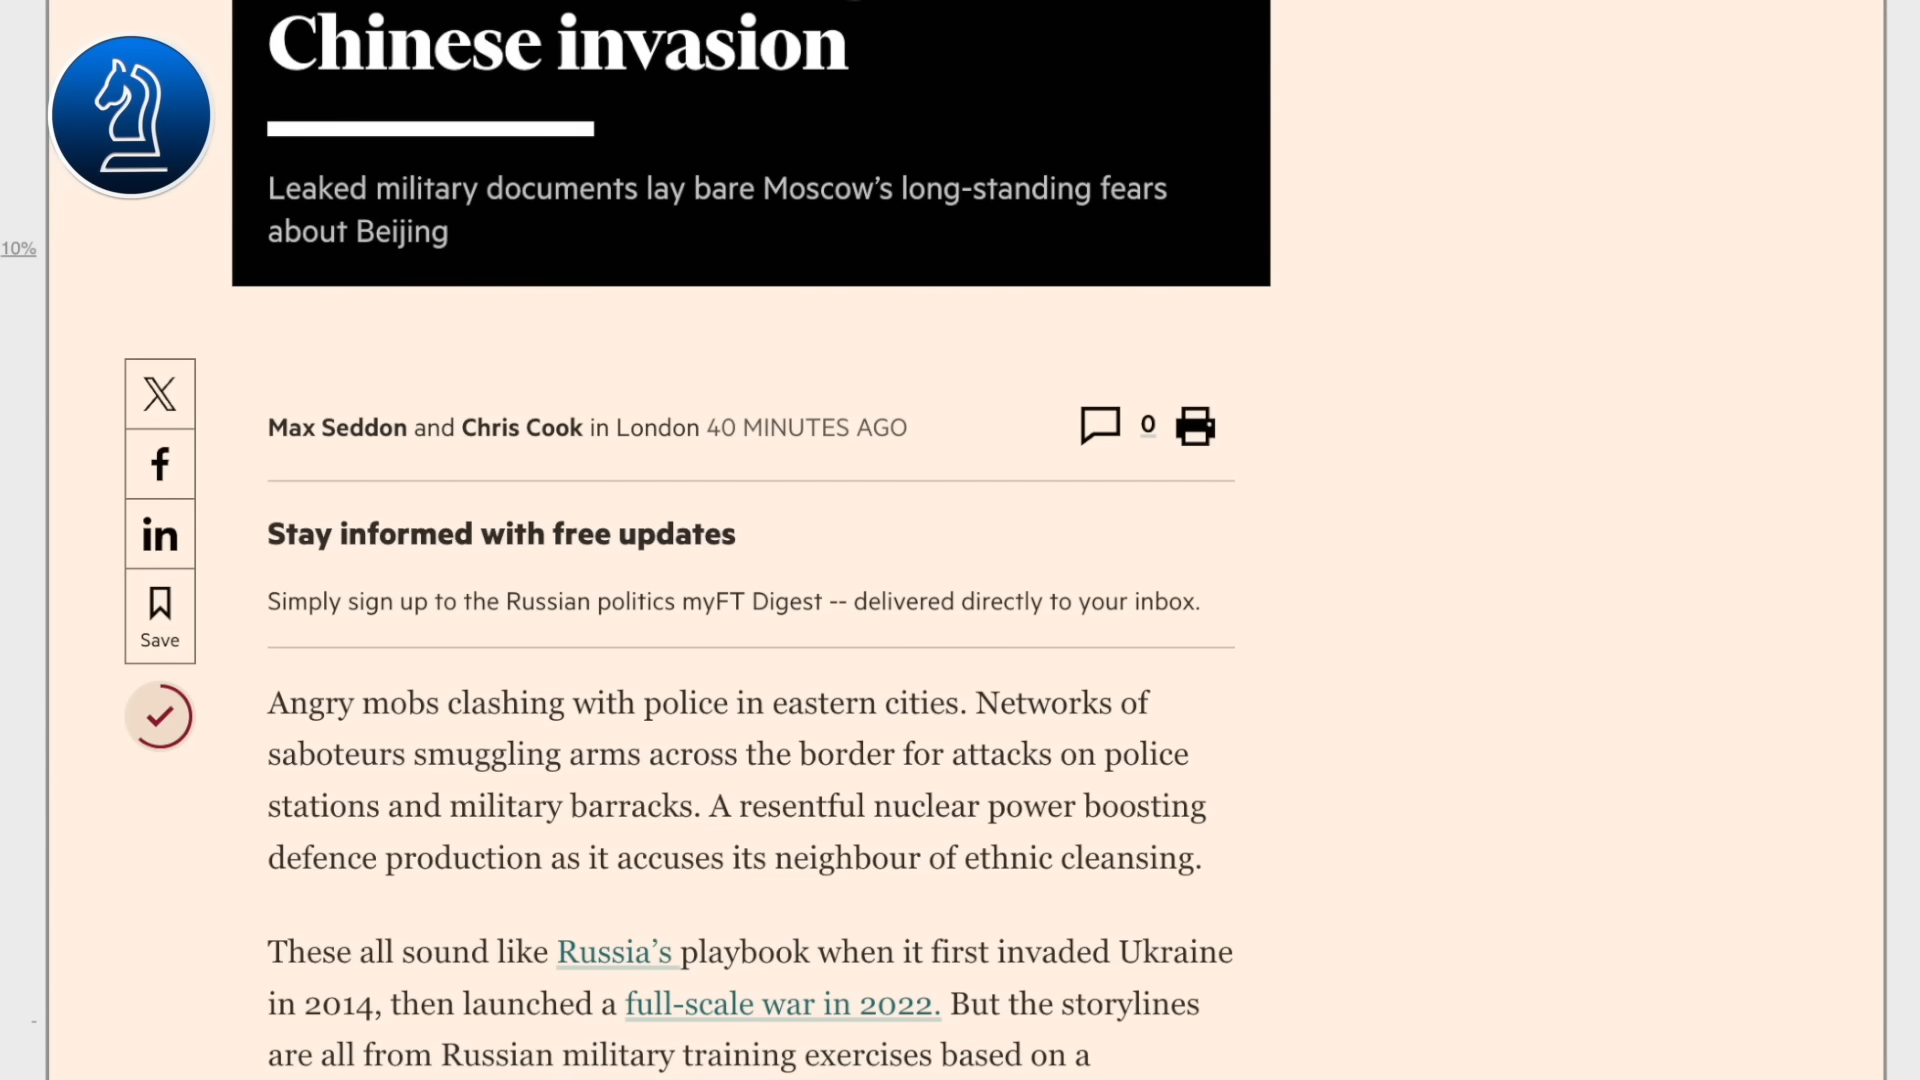 Chinese invasion
Leaked military documents lay bare Moscow's long-standing fears
about Beijing
10%
Max Seddon and Chris Cook in London 40 MINUTES AGO
0
Stay informed with free updates
Simply sign up to the Russian politics myFT Digest -- delivered directly to your inbox.
Save
Angry mobs clashing with police in eastern cities. Networks of
saboteurs smuggling arms across the border for attacks on police
stations and military barracks. A resentful nuclear power boosting
defence production as it accuses its neighbour of ethnic cleansing.
These all sound like Russia's playbook when it first invaded Ukraine
in 2014, then launched a full-scale war in 2022. But the storylines
are all from Russian military training exercises based on a